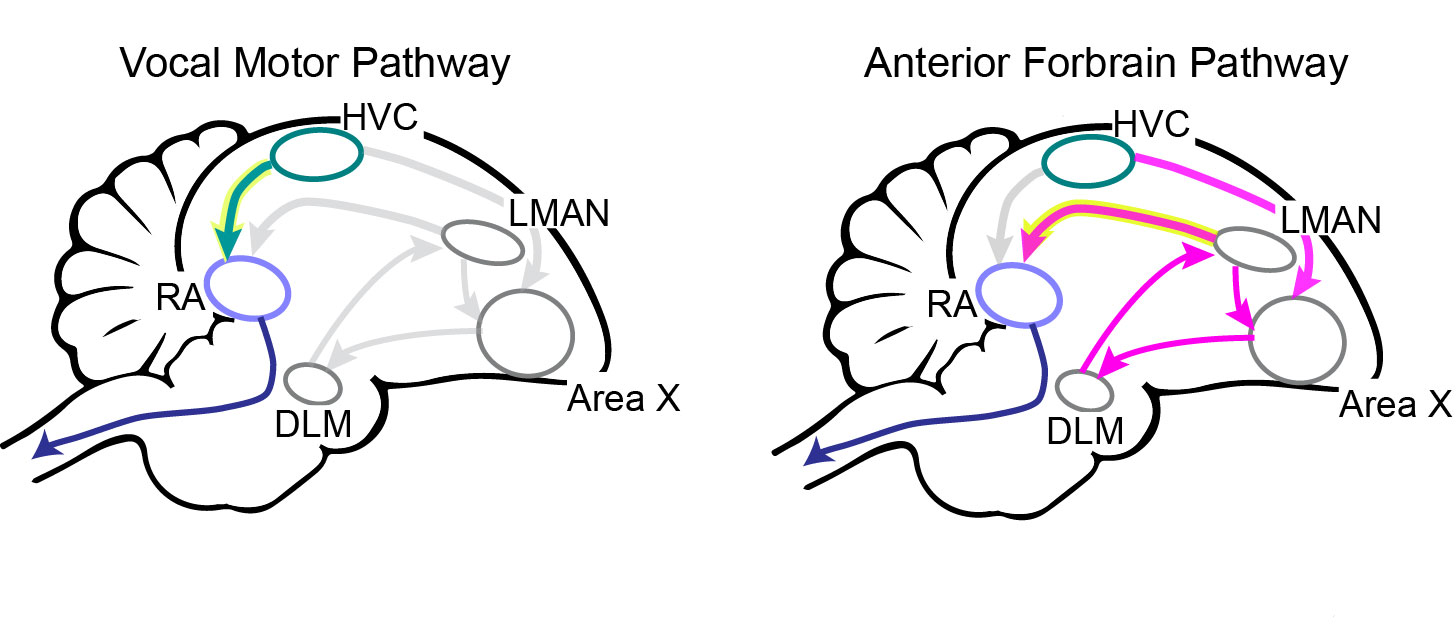 Vocal Motor Pathway
HVC
LMAN
RA
Area X
DLM
Anterior Forbrain Pathway
HVC
LMAN
RA
Area X
DLM